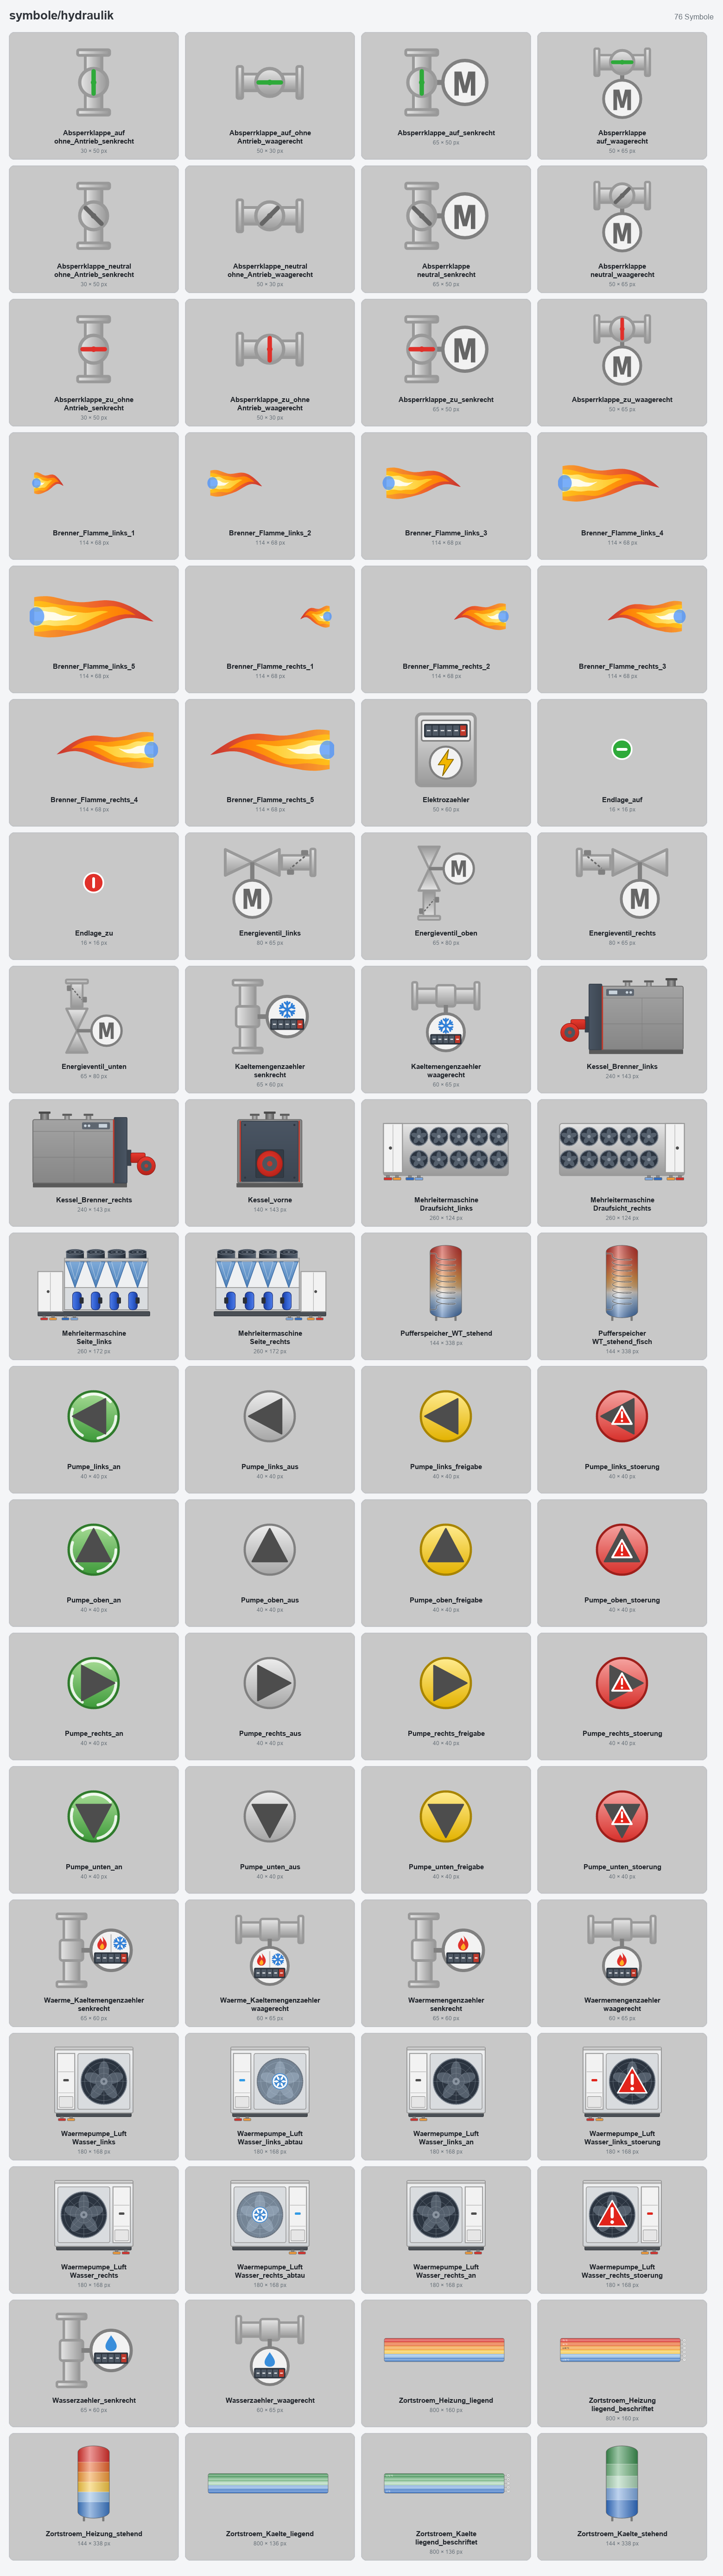 symbole/hydraulik
76 Symbole
Absperrklappe_auf
ohne_Antrieb_senkrecht
30 × 50 px
Absperrklappe_auf_ohne
Antrieb_waagerecht
50 × 30 px
M
Absperrklappe_auf_senkrecht
65 × 50 px
M
Absperrklappe
auf_waagerecht
50 × 65 px
Absperrklappe_neutral
ohne_Antrieb_senkrecht
30 × 50 px
Absperrklappe_neutral
ohne_Antrieb_waagerecht
50 × 30 px
M
Absperrklappe
neutral_senkrecht
65 × 50 px
M
Absperrklappe
neutral_waagerecht
50 × 65 px
Absperrklappe_zu_ohne
Antrieb_senkrecht
30 × 50 px
Absperrklappe_zu_ohne
Antrieb_waagerecht
50 × 30 px
M
Absperrklappe_zu_senkrecht
65 × 50 px
M
Absperrklappe_zu_waagerecht
50 × 65 px
Brenner_Flamme_links_1
114 × 68 px
Brenner_Flamme_links_2
114 × 68 px
Brenner_Flamme_links_3
114 × 68 px
Brenner_Flamme_links_4
114 × 68 px
Brenner_Flamme_links_5
114 × 68 px
Brenner_Flamme_rechts_1
114 × 68 px
Brenner_Flamme_rechts_2
114 × 68 px
Brenner_Flamme_rechts_3
114 × 68 px
Brenner_Flamme_rechts_4
114 × 68 px
Brenner_Flamme_rechts_5
114 × 68 px
Elektrozaehler
50 × 60 px
Endlage_auf
16 × 16 px
Endlage_zu
16 × 16 px
M
Energieventil_links
80 × 65 px
M
Energieventil_oben
65 × 80 px
M
Energieventil_rechts
80 × 65 px
M
Energieventil_unten
65 × 80 px
Kaeltemengenzaehler
senkrecht
65 × 60 px
Kaeltemengenzaehler
waagerecht
60 × 65 px
Kessel_Brenner_links
240 × 143 px
Kessel_Brenner_rechts
240 × 143 px
Kessel_vorne
140 × 143 px
Mehrleitermaschine
Draufsicht_links
260 × 124 px
Mehrleitermaschine
Draufsicht_rechts
260 × 124 px
Mehrleitermaschine
Seite_links
260 × 172 px
Mehrleitermaschine
Seite_rechts
260 × 172 px
Pufferspeicher_WT_stehend
144 × 338 px
Pufferspeicher
WT_stehend_fisch
144 × 338 px
Pumpe_links_an
40 × 40 px
Pumpe_links_aus
40 × 40 px
Pumpe_links_freigabe
40 × 40 px
Pumpe_links_stoerung
40 × 40 px
Pumpe_oben_an
40 × 40 px
Pumpe_oben_aus
40 × 40 px
Pumpe_oben_freigabe
40 × 40 px
Pumpe_oben_stoerung
40 × 40 px
Pumpe_rechts_an
40 × 40 px
Pumpe_rechts_aus
40 × 40 px
Pumpe_rechts_freigabe
40 × 40 px
Pumpe_rechts_stoerung
40 × 40 px
Pumpe_unten_an
40 × 40 px
Pumpe_unten_aus
40 × 40 px
Pumpe_unten_freigabe
40 × 40 px
Pumpe_unten_stoerung
40 × 40 px
Waerme_Kaeltemengenzaehler
senkrecht
65 × 60 px
Waerme_Kaeltemengenzaehler
waagerecht
60 × 65 px
Waermemengenzaehler
senkrecht
65 × 60 px
Waermemengenzaehler
waagerecht
60 × 65 px
Waermepumpe_Luft
Wasser_links
180 × 168 px
Waermepumpe_Luft
Wasser_links_abtau
180 × 168 px
Waermepumpe_Luft
Wasser_links_an
180 × 168 px
Waermepumpe_Luft
Wasser_links_stoerung
180 × 168 px
Waermepumpe_Luft
Wasser_rechts
180 × 168 px
Waermepumpe_Luft
Wasser_rechts_abtau
180 × 168 px
Waermepumpe_Luft
Wasser_rechts_an
180 × 168 px
Waermepumpe_Luft
Wasser_rechts_stoerung
180 × 168 px
Wasserzaehler_senkrecht
65 × 60 px
Wasserzaehler_waagerecht
60 × 65 px
Zortstroem_Heizung_liegend
800 × 160 px
Zortstroem_Heizung
liegend_beschriftet
800 × 160 px
Zortstroem_Heizung_stehend
144 × 338 px
Zortstroem_Kaelte_liegend
800 × 136 px
Zortstroem_Kaelte
liegend_beschriftet
800 × 136 px
Zortstroem_Kaelte_stehend
144 × 338 px